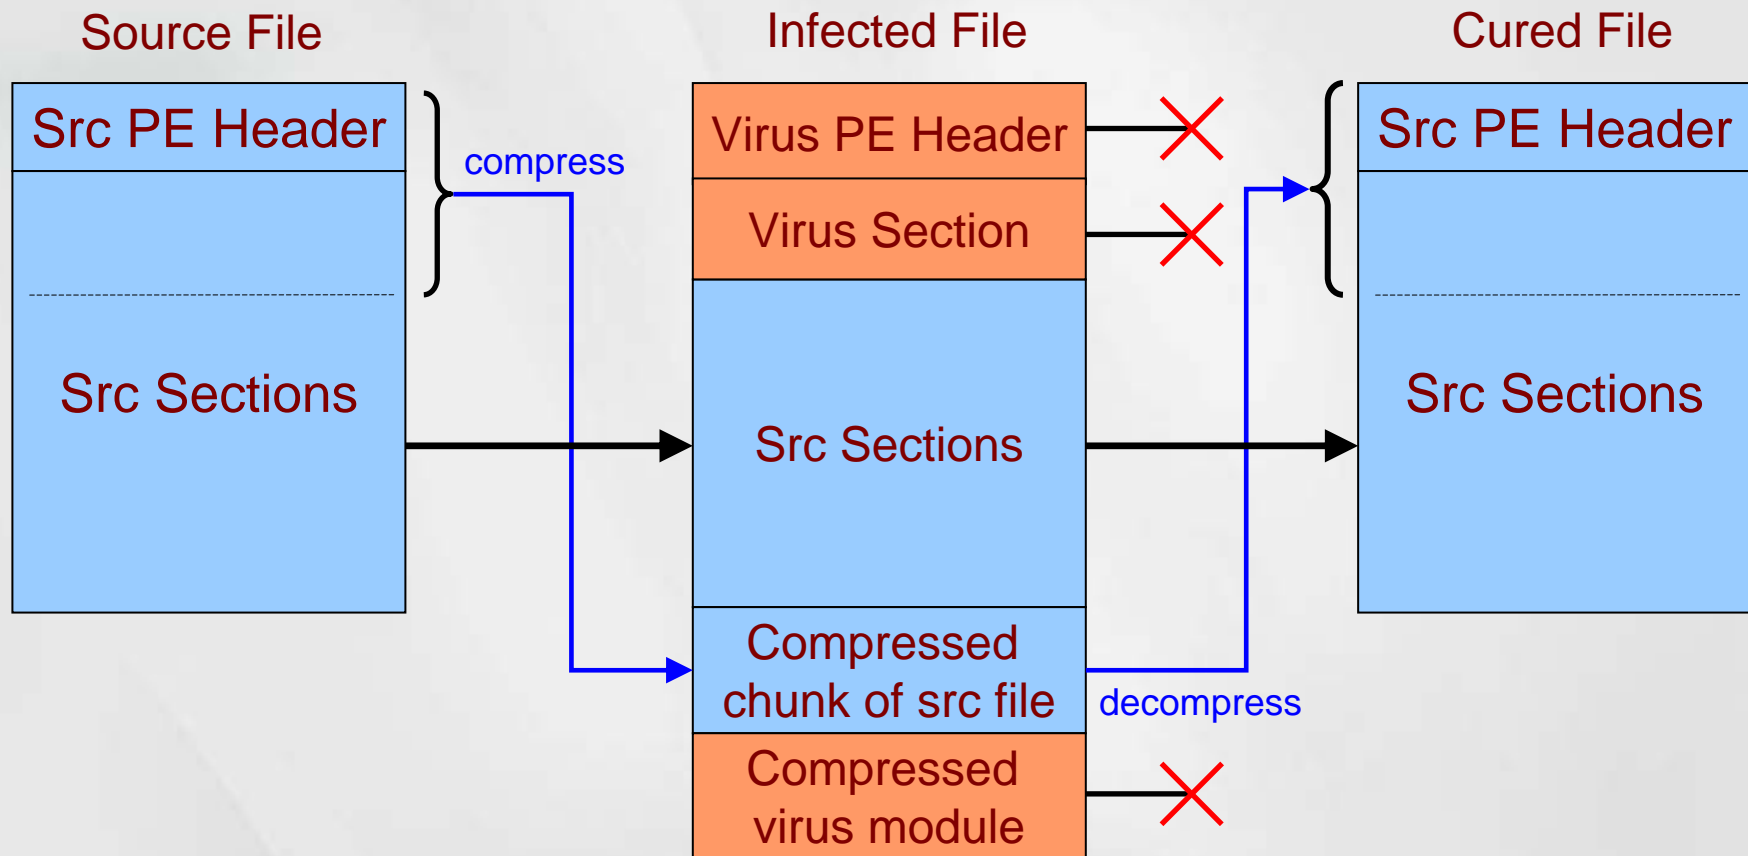 Source File
Infected File
Cured File
Src PE Header
compress
Src Sections
Virus PE Header
Virus Section
Src Sections
Compressed
chunk of src file
Compressed
virus module
decompress
Src PE Header
Src Sections